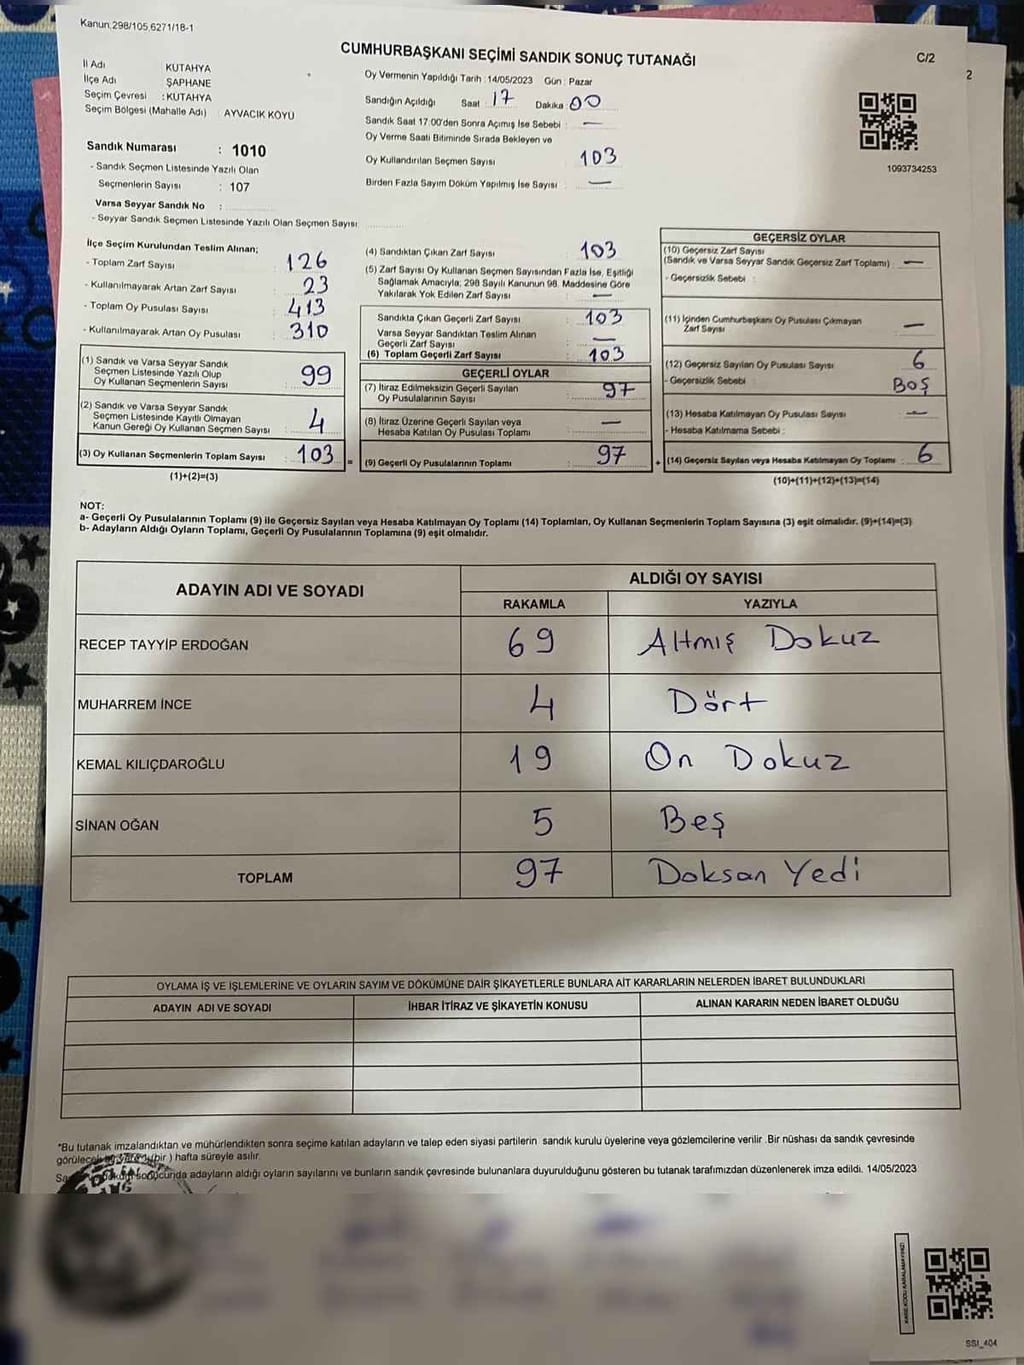 Kanun:298/105,6271/18-1
CUMHURBAŞKANI SEÇİMİ SANDIK SONUÇ TUTANAĞI
C/2
2
İl Adı KUTAHYA
İlçe Adı ŞAPHANE
Seçim Çevresi : KUTAHYA
Seçim Bölgesi (Mahalle Adı) : AYVACIK KÖYÜ
Oy Vermenin Yapıldığı Tarih :14/05/2023 Gün : Pazar
Sandığın Açıldığı Saat 17 Dakika 00
Sandık Saat 17:00'den Sonra Açmış İse Sebebi : —
Oy Verme Saati Bitiminde Sırada Bekleyen ve
Oy Kullandırılan Seçmen Sayısı 103
Birden Fazla Sayım Döküm Yapılmış İse Sayısı : —
1093734253
Sandık Numarası : 1010
- Sandık Seçmen Listesinde Yazılı Olan
Seçmenlerin Sayısı : 107
Varsa Seyyar Sandık No :
- Seyyar Sandık Seçmen Listesinde Yazılı Olan Seçmen Sayısı:
İlçe Seçim Kurulundan Teslim Alınan;
- Toplam Zarf Sayısı : 126
- Kullanılmayarak Artan Zarf Sayısı : 23
- Toplam Oy Pusulası Sayısı : 413
- Kullanılmayarak Artan Oy Pusulası : 310
(1) Sandık ve Varsa Seyyar Sandık
Seçmen Listesinde Yazılı Olup
Oy Kullanan Seçmenlerin Sayısı : 99
(2) Sandık ve Varsa Seyyar Sandık
Seçmen Listesinde Kayıtlı Olmayan
Kanun Gereği Oy Kullanan Seçmen Sayısı : 4
(3) Oy Kullanan Seçmenlerin Toplam Sayısı : 103 =
(1)+(2)=(3)
(4) Sandıktan Çıkan Zarf Sayısı : 103
(5) Zarf Sayısı Oy Kullanan Seçmen Sayısından Fazla İse, Eşitliği
Sağlamak Amacıyla; 298 Sayılı Kanunun 98. Maddesine Göre
Yakılarak Yok Edilen Zarf Sayısı : —
Sandıkta Çıkan Geçerli Zarf Sayısı : 103
Varsa Seyyar Sandıktan Teslim Alınan
Geçerli Zarf Sayısı : —
(6) Toplam Geçerli Zarf Sayısı : 103
GEÇERLİ OYLAR
(7) İtiraz Edilmeksizin Geçerli Sayılan
Oy Pusulalarının Sayısı : 97
(8) İtiraz Üzerine Geçerli Sayılan veya
Hesaba Katılan Oy Pusulası Toplamı : —
(9) Geçerli Oy Pusulalarının Toplamı : 97 +
GEÇERSİZ OYLAR
(10) Geçersiz Zarf Sayısı
(Sandık ve Varsa Seyyar Sandık Geçersiz Zarf Toplamı) : —
- Geçersizlik Sebebi :
(11) İçinden Cumhurbaşkanı Oy Pusulası Çıkmayan
Zarf Sayısı : —
(12) Geçersiz Sayılan Oy Pusulası Sayısı : 6
- Geçersizlik Sebebi : BOŞ
(13) Hesaba Katılmayan Oy Pusulası Sayısı : —
- Hesaba Katılmama Sebebi :
(14) Geçersiz Sayılan veya Hesaba Katılmayan Oy Toplamı : 6
(10)+(11)+(12)+(13)=(14)
NOT:
a- Geçerli Oy Pusulalarının Toplamı (9) ile Geçersiz Sayılan veya Hesaba Katılmayan Oy Toplamı (14) Toplamları, Oy Kullanan Seçmenlerin Toplam Sayısına (3) eşit olmalıdır. (9)+(14)=(3)
b- Adayların Aldığı Oyların Toplamı, Geçerli Oy Pusulalarının Toplamına (9) eşit olmalıdır.
ADAYIN ADI VE SOYADI ALDIĞI OY SAYISI
RAKAMLA YAZIYLA
RECEP TAYYİP ERDOĞAN 69 Altmış Dokuz
MUHARREM İNCE 4 Dört
KEMAL KILIÇDAROĞLU 19 On Dokuz
SİNAN OĞAN 5 Beş
TOPLAM 97 Doksan Yedi
OYLAMA İŞ VE İŞLEMLERİNE VE OYLARIN SAYIM VE DÖKÜMÜNE DAİR ŞİKAYETLERLE BUNLARA AİT KARARLARIN NELERDEN İBARET BULUNDUKLARI
ADAYIN ADI VE SOYADI İHBAR İTİRAZ VE ŞİKAYETİN KONUSU ALINAN KARARIN NEDEN İBARET OLDUĞU
*Bu tutanak imzalandıktan ve mühürlendikten sonra seçime katılan adayların ve talep eden siyasi partilerin sandık kurulu üyelerine veya gözlemcilerine verilir .Bir nüshası da sandık çevresinde
(bir ) hafta süreyle asılır.
sonucunda adayların aldığı oyların sayılarını ve bunların sandık çevresinde bulunanlara duyurulduğunu gösteren bu tutanak tarafımızdan düzenlenerek imza edildi. 14/05/2023
SSI_404